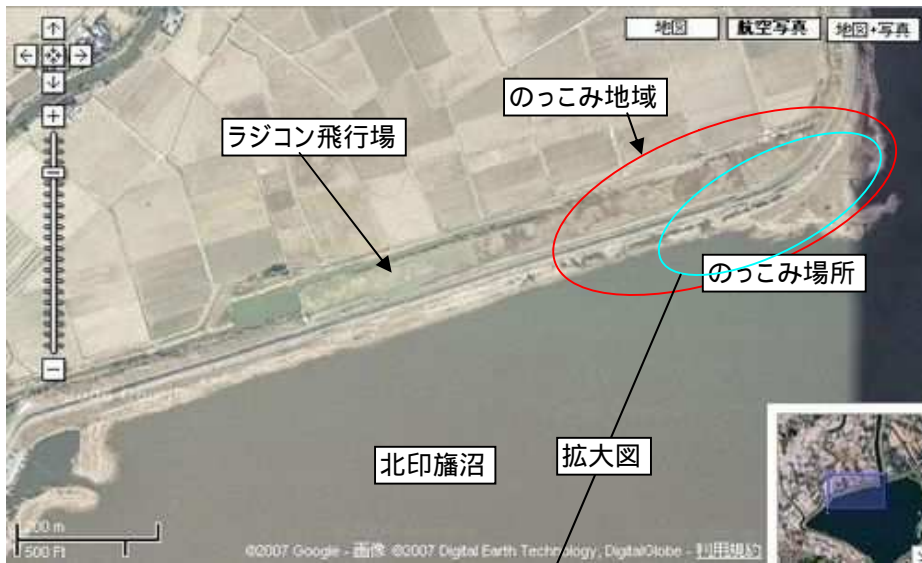 地図
航空写真
地図+写真
のっこみ地域
ラジコン飛行場
のっこみ場所
北印旛沼
拡大図
200 m
500 Ft
©2007 Google - 画像 ©2007 Digital Earth Technology, DigitalGlobe - 利用規約